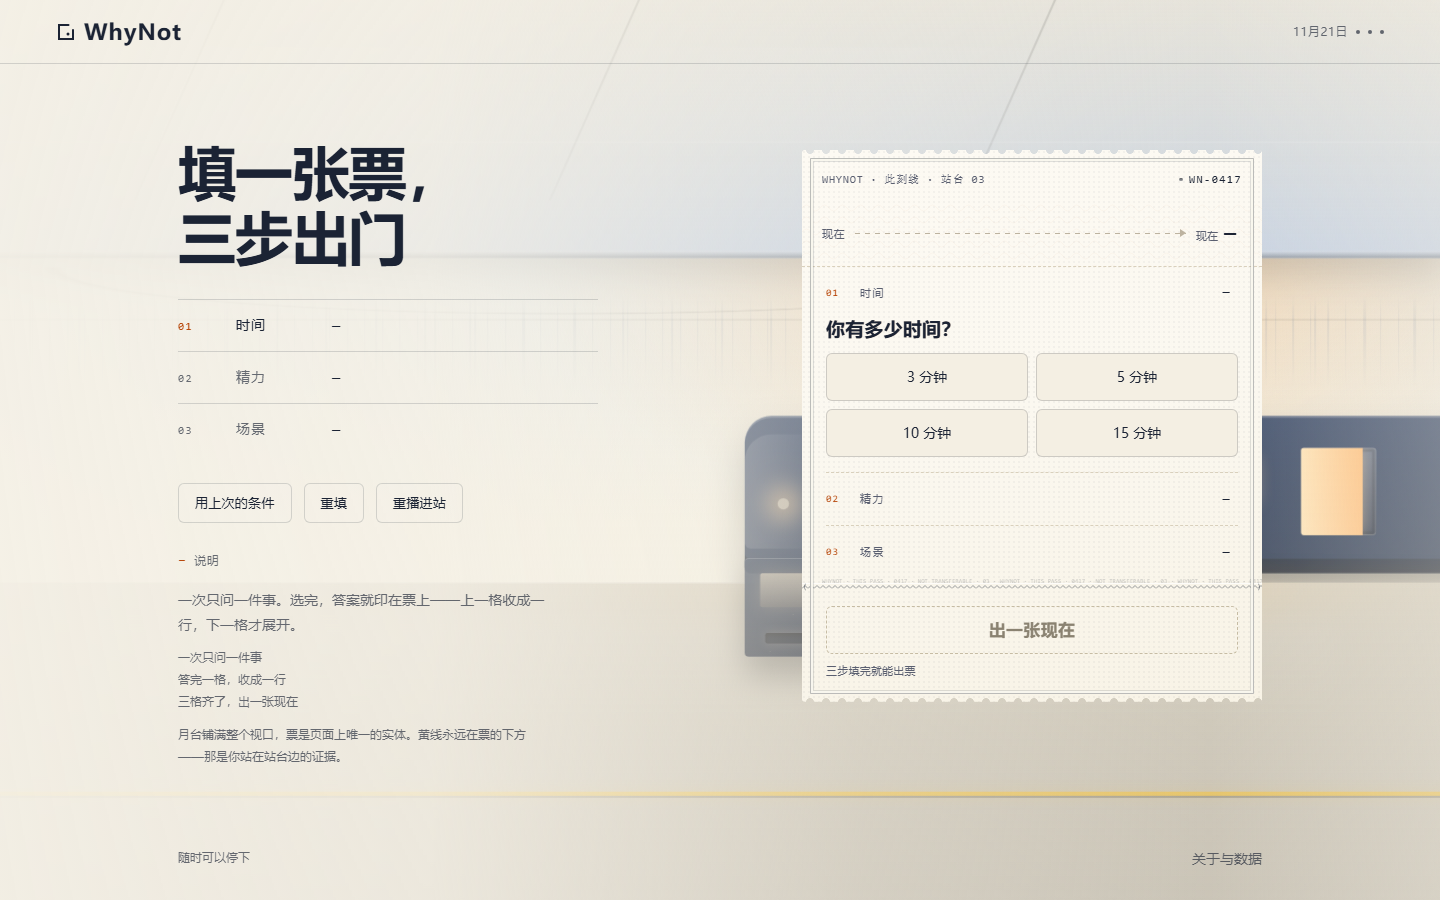 WhyNot
11月21日
填一张票，
三步出门
01 时间 —
02 精力 —
03 场景 —
用上次的条件 重填 重播进站
— 说明
一次只问一件事。选完，答案就印在票上——上一格收成一
行，下一格才展开。
一次只问一件事
答完一格，收成一行
三格齐了，出一张现在
月台铺满整个视口，票是页面上唯一的实体。黄线永远在票的下方
——那是你站在站台边的证据。
WHYNOT · 此刻线 · 站台 03
WN-0417
现在 现在 —
01 时间 —
你有多少时间？
3 分钟 5 分钟
10 分钟 15 分钟
02 精力 —
03 场景 —
出一张现在
三步填完就能出票
随时可以停下
关于与数据